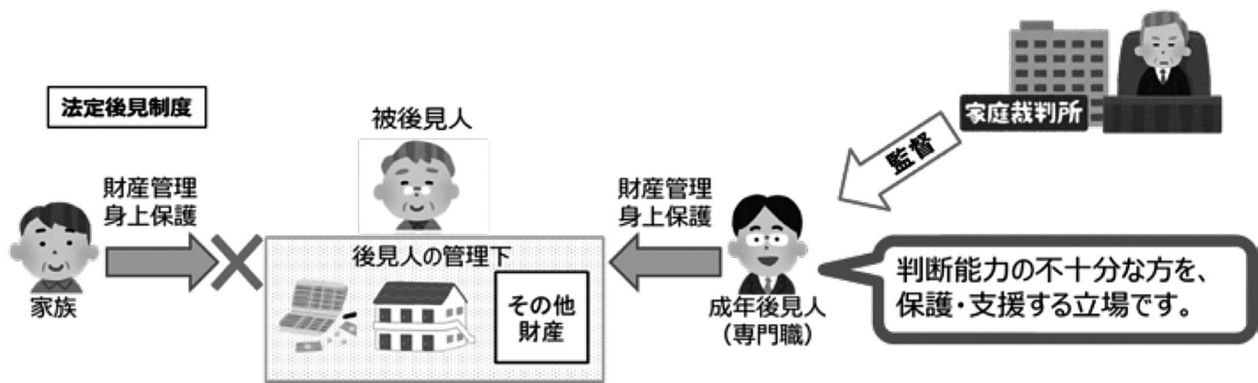 法定後見制度
被後見人
家庭裁判所
監督
財産管理
身上保護
家族
後見人の管理下
その他
財産
財産管理
身上保護
成年後見人
(専門職)
判断能力の不十分な方を、
保護・支援する立場です。